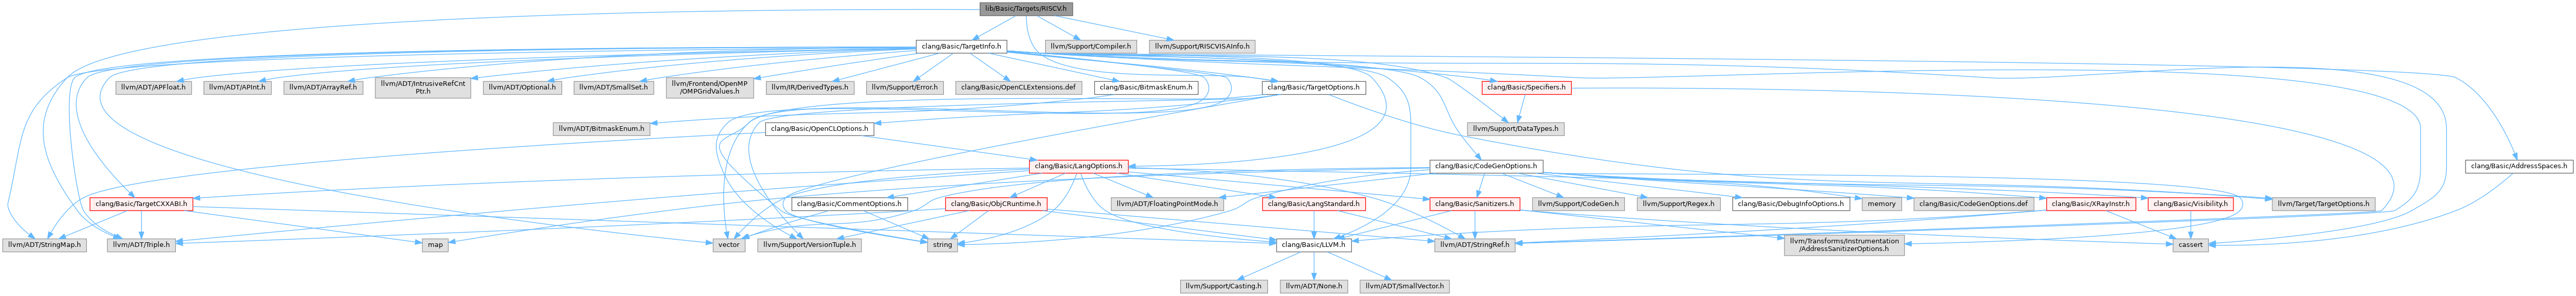 lib/Basic/Targets/RISCV.h
clang/Basic/TargetInfo.h
llvm/Support/Compiler.h
llvm/Support/RISCVISAInfo.h
llvm/ADT/APFloat.h
llvm/ADT/APInt.h
llvm/ADT/ArrayRef.h
llvm/ADT/IntrusiveRefCnt
Ptr.h
llvm/ADT/Optional.h
llvm/ADT/SmallSet.h
llvm/Frontend/OpenMP
/OMPGridValues.h
llvm/IR/DerivedTypes.h
llvm/Support/Error.h
clang/Basic/OpenCLExtensions.def
clang/Basic/BitmaskEnum.h
clang/Basic/TargetOptions.h
clang/Basic/Specifiers.h
llvm/ADT/BitmaskEnum.h
clang/Basic/OpenCLOptions.h
llvm/Support/DataTypes.h
clang/Basic/LangOptions.h
clang/Basic/CodeGenOptions.h
clang/Basic/AddressSpaces.h
clang/Basic/TargetCXXABI.h
clang/Basic/CommentOptions.h
clang/Basic/ObjCRuntime.h
llvm/ADT/FloatingPointMode.h
clang/Basic/LangStandard.h
clang/Basic/Sanitizers.h
llvm/Support/CodeGen.h
llvm/Support/Regex.h
clang/Basic/DebugInfoOptions.h
memory
clang/Basic/CodeGenOptions.def
clang/Basic/XRayInstr.h
clang/Basic/Visibility.h
llvm/Target/TargetOptions.h
llvm/ADT/StringMap.h
llvm/ADT/Triple.h
map
vector
llvm/Support/VersionTuple.h
string
clang/Basic/LLVM.h
llvm/ADT/StringRef.h
llvm/Transforms/Instrumentation
/AddressSanitizerOptions.h
cassert
llvm/Support/Casting.h
llvm/ADT/None.h
llvm/ADT/SmallVector.h